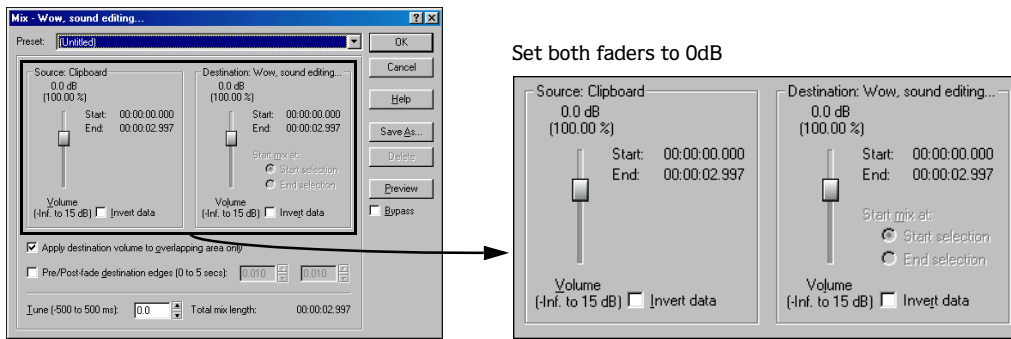 Mix - Wow, sound editing...
Preset: (Untitled)
OK
Cancel
Help
Save As...
Delete
Preview
Bypass
Source: Clipboard
0.0 dB
(100.00 %)
Start: 00:00:00.000
End: 00:00:02.997
Volume
(-Inf. to 15 dB) Invert data
Destination: Wow, sound editing...
0.0 dB
(100.00 %)
Start: 00:00:00.000
End: 00:00:02.997
Start mix at:
Start selection
End selection
Volume
(-Inf. to 15 dB) Invert data
Apply destination volume to overlapping area only
Pre/Post-fade destination edges (0 to 5 secs): 0.010 0.010
Tune (-500 to 500 ms): 0.0 Total mix length: 00:00:02.997
Set both faders to 0dB
Source: Clipboard
0.0 dB
(100.00 %)
Start: 00:00:00.000
End: 00:00:02.997
Volume
(-Inf. to 15 dB) Invert data
Destination: Wow, sound editing...
0.0 dB
(100.00 %)
Start: 00:00:00.000
End: 00:00:02.997
Start mix at:
Start selection
End selection
Volume
(-Inf. to 15 dB) Invert data